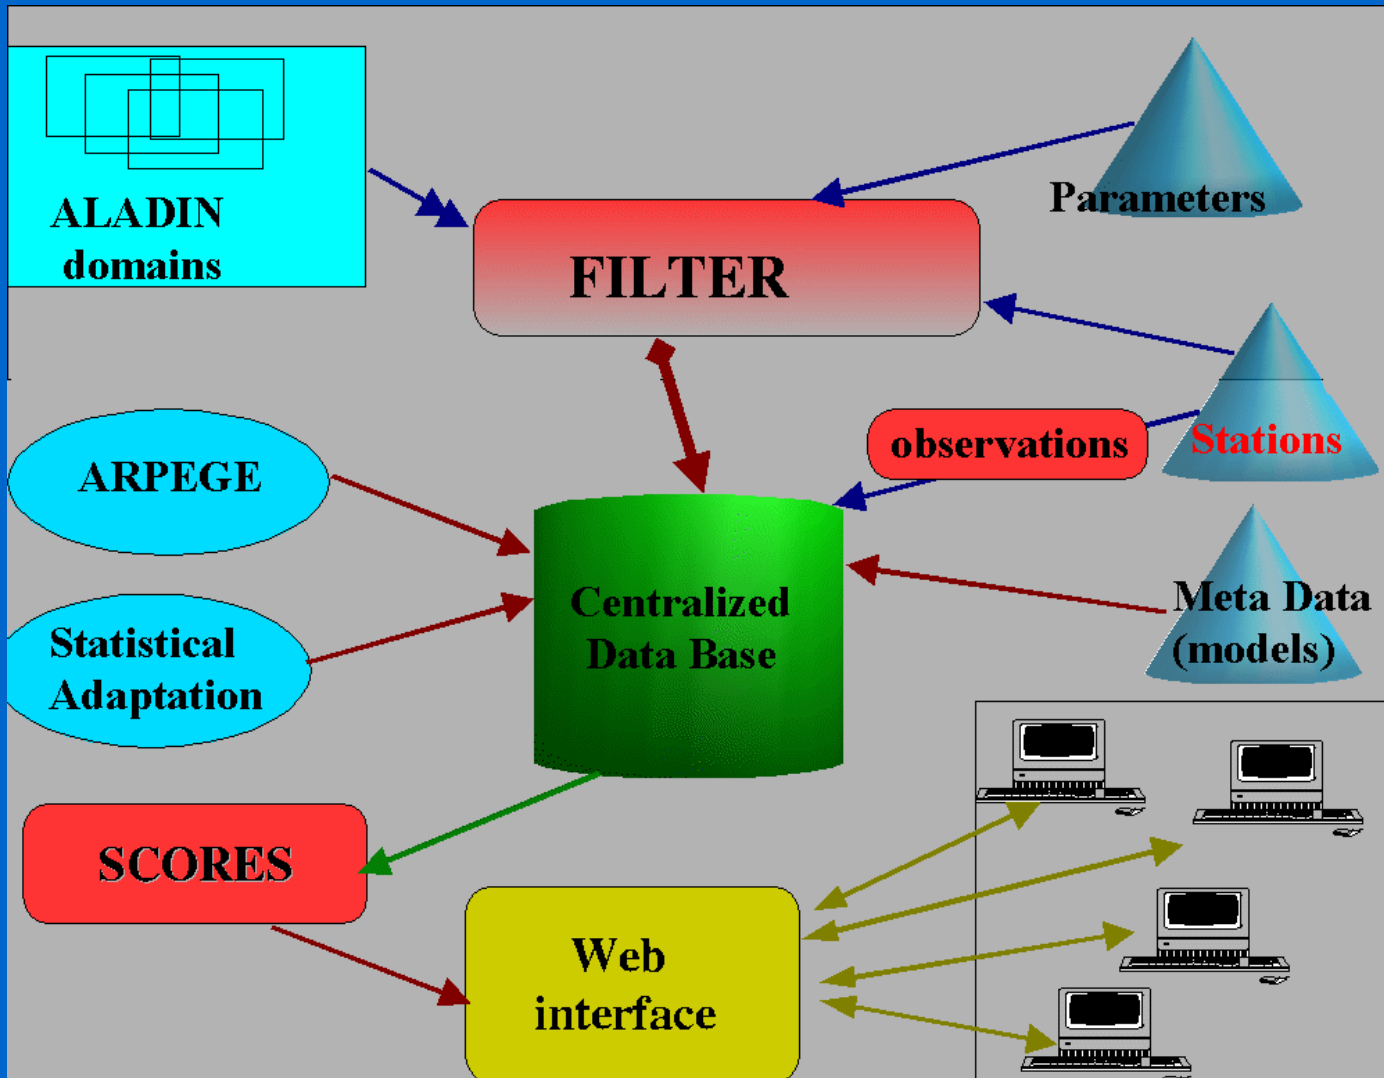 ALADIN
domains
Parameters
FILTER
observations
Stations
ARPEGE
Centralized
Data Base
Meta Data
(models)
Statistical
Adaptation
SCORES
Web
interface